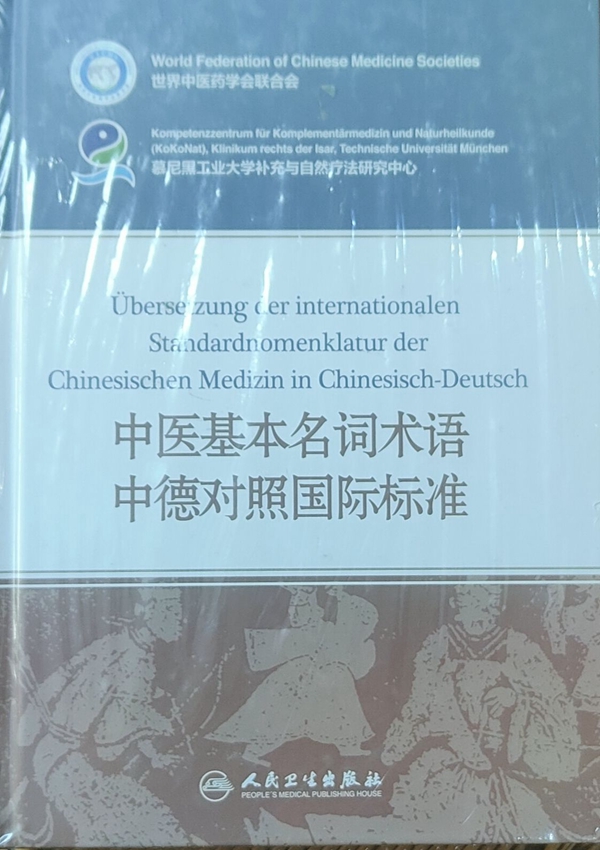 World Federation of Chinese Medicine Societies
世界中医药学会联合会
Kompetenzzentrum für Komplementärmedizin und Naturheilkunde
(KoKoNat), Klinikum rechts der Isar, Technische Universität München
慕尼黑工业大学补充与自然疗法研究中心
Übersetzung der internationalen
Standardnomenklatur der
Chinesischen Medizin in Chinesisch-Deutsch
中医基本名词术语
中德对照国际标准
人民卫生出版社
PEOPLE'S MEDICAL PUBLISHING HOUSE